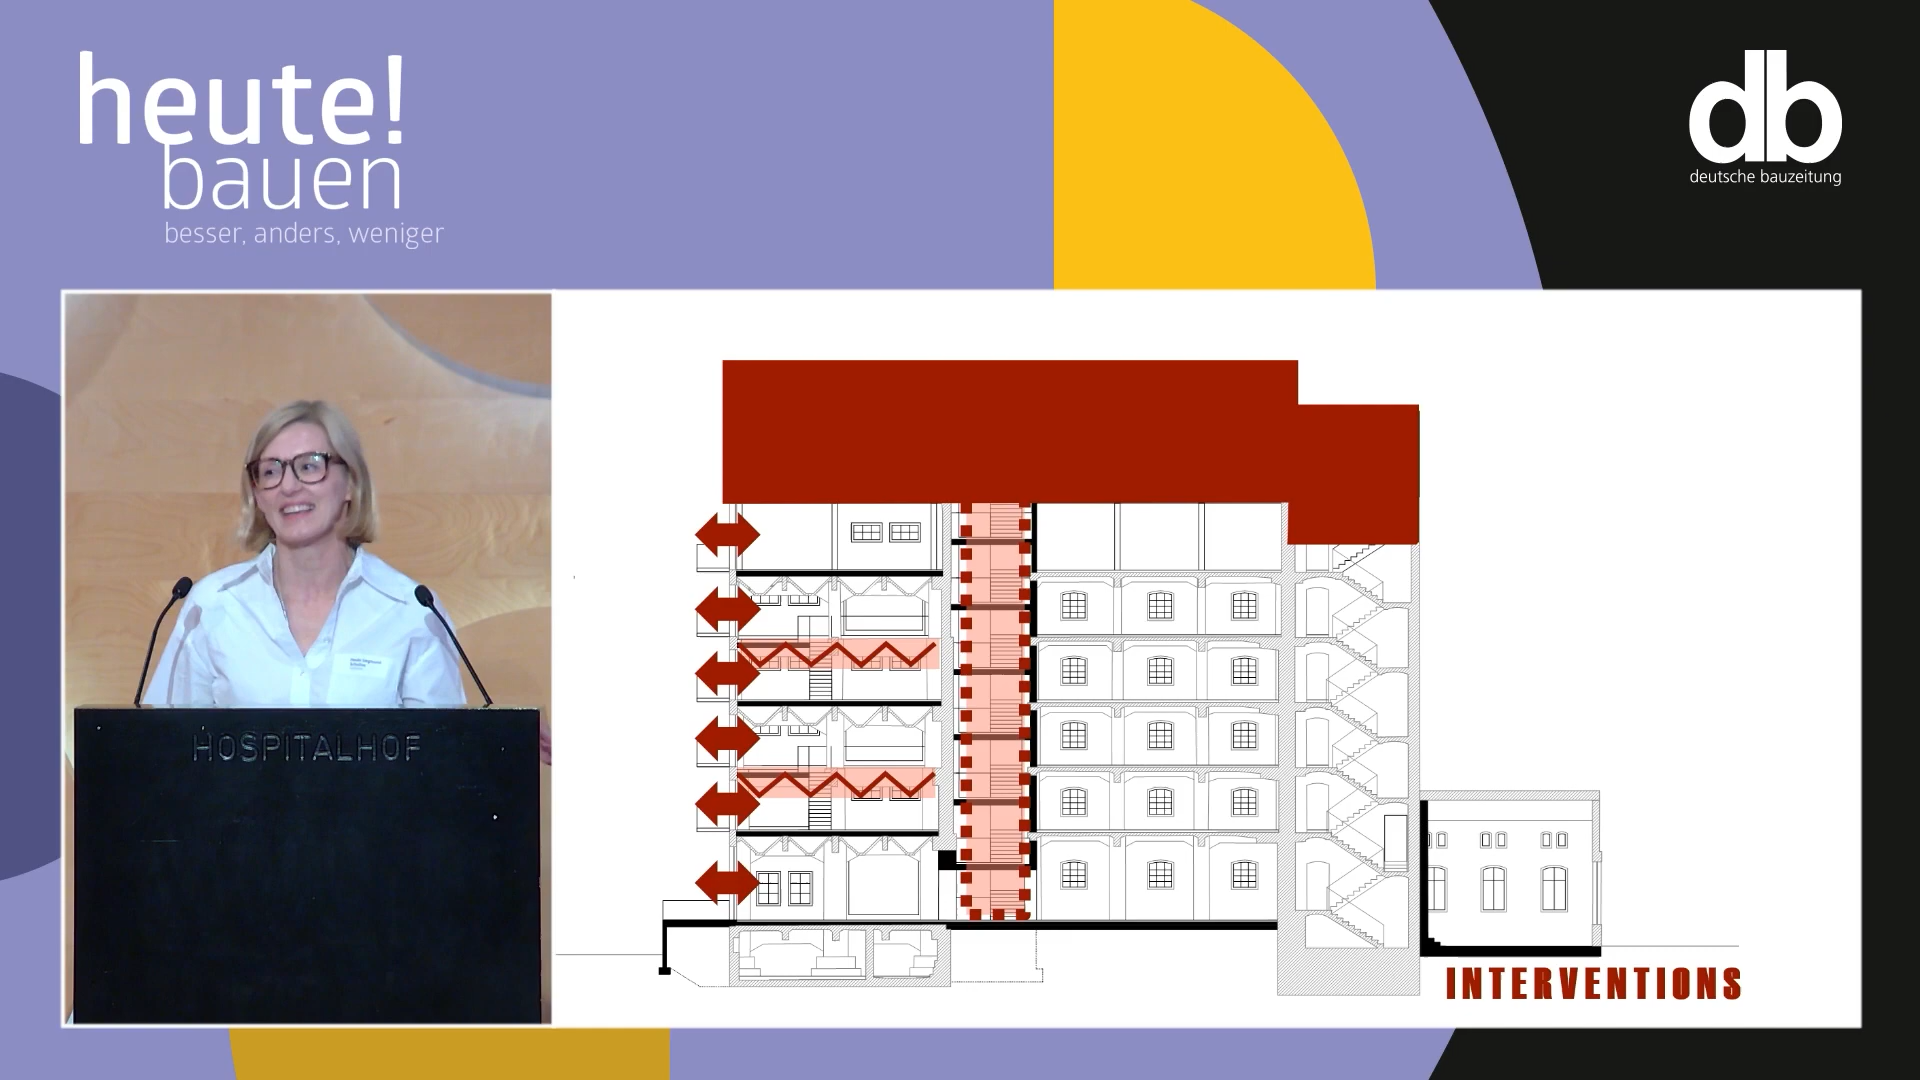 heute!
bauen
besser, anders, weniger
db
deutsche bauzeitung
HOSPITALHOF
INTERVENTIONS